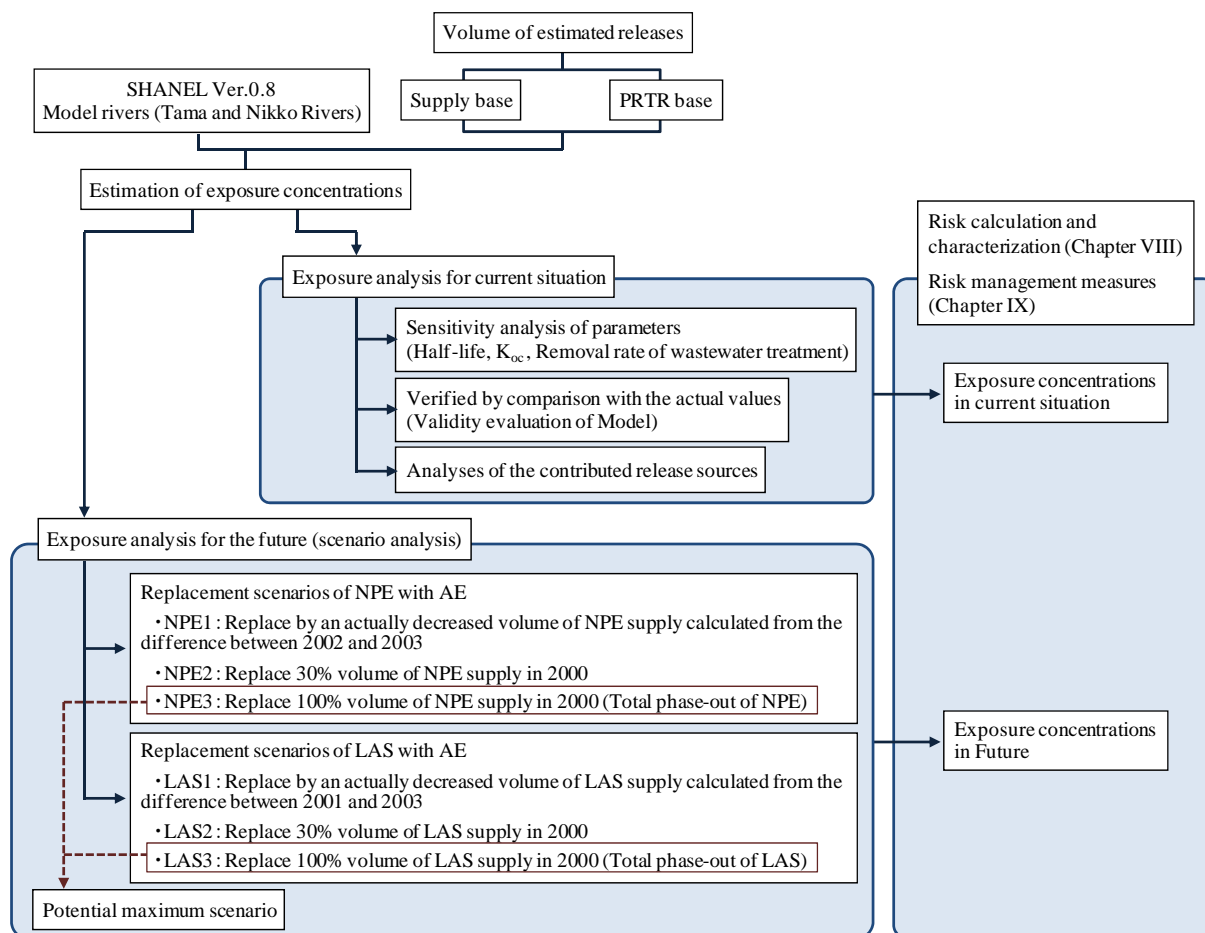 Volume of estimated releases
SHANEL Ver.0.8
Model rivers (Tama and Nikko Rivers)
Supply base
PRTR base
Estimation of exposure concentrations
Risk calculation and
characterization (Chapter VIII)
Risk management measures
(Chapter IX)
Exposure analysis for current situation
Sensitivity analysis of parameters
(Half-life, Koc, Removal rate of wastewater treatment)
Verified by comparison with the actual values
(Validity evaluation of Model)
Analyses of the contributed release sources
Exposure concentrations
in current situation
Exposure analysis for the future (scenario analysis)
Replacement scenarios of NPE with AE
・NPE1 : Replace by an actually decreased volume of NPE supply calculated from the
difference between 2002 and 2003
・NPE2 : Replace 30% volume of NPE supply in 2000
・NPE3 : Replace 100% volume of NPE supply in 2000 (Total phase-out of NPE)
Replacement scenarios of LAS with AE
・LAS1 : Replace by an actually decreased volume of LAS supply calculated from the
difference between 2001 and 2003
・LAS2 : Replace 30% volume of LAS supply in 2000
・LAS3 : Replace 100% volume of LAS supply in 2000 (Total phase-out of LAS)
Exposure concentrations
in Future
Potential maximum scenario